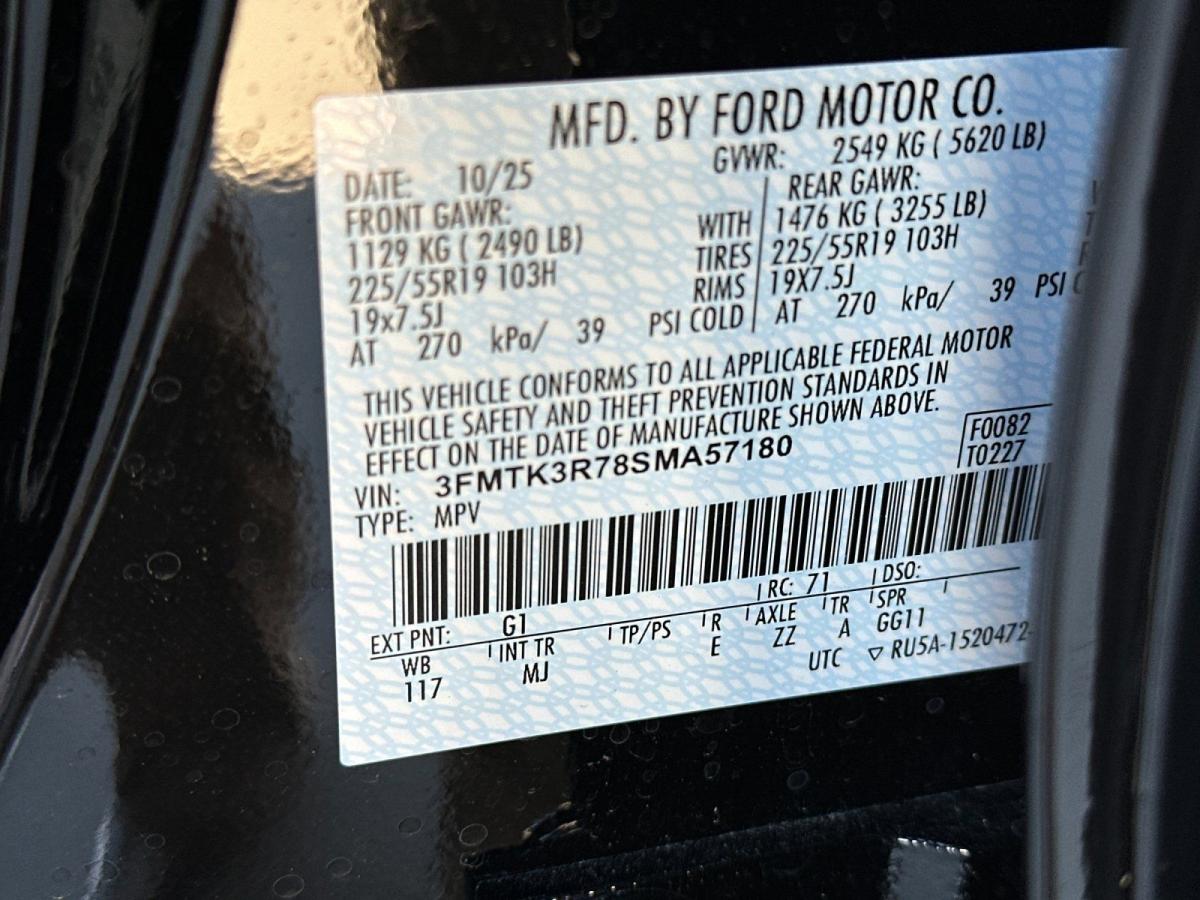 MFD. BY FORD MOTOR CO.
DATE: 10/25 GVWR: 2549 KG ( 5620 LB)
FRONT GAWR: REAR GAWR:
1129 KG ( 2490 LB) WITH 1476 KG ( 3255 LB)
225/55R19 103H TIRES 225/55R19 103H
19x7.5J RIMS 19X7.5J
AT 270 kPa/ 39 PSI COLD AT 270 kPa/ 39 PSI
THIS VEHICLE CONFORMS TO ALL APPLICABLE FEDERAL MOTOR
VEHICLE SAFETY AND THEFT PREVENTION STANDARDS IN
EFFECT ON THE DATE OF MANUFACTURE SHOWN ABOVE.
VIN: 3FMTK3R78SMA57180 F0082
TYPE: MPV T0227
EXT PNT: G1 RC: 71 DSO:
WB INT TR TP/PS R AXLE TR SPR
117 MJ E ZZ A GG11
UTC ▽ RU5A-1520472-